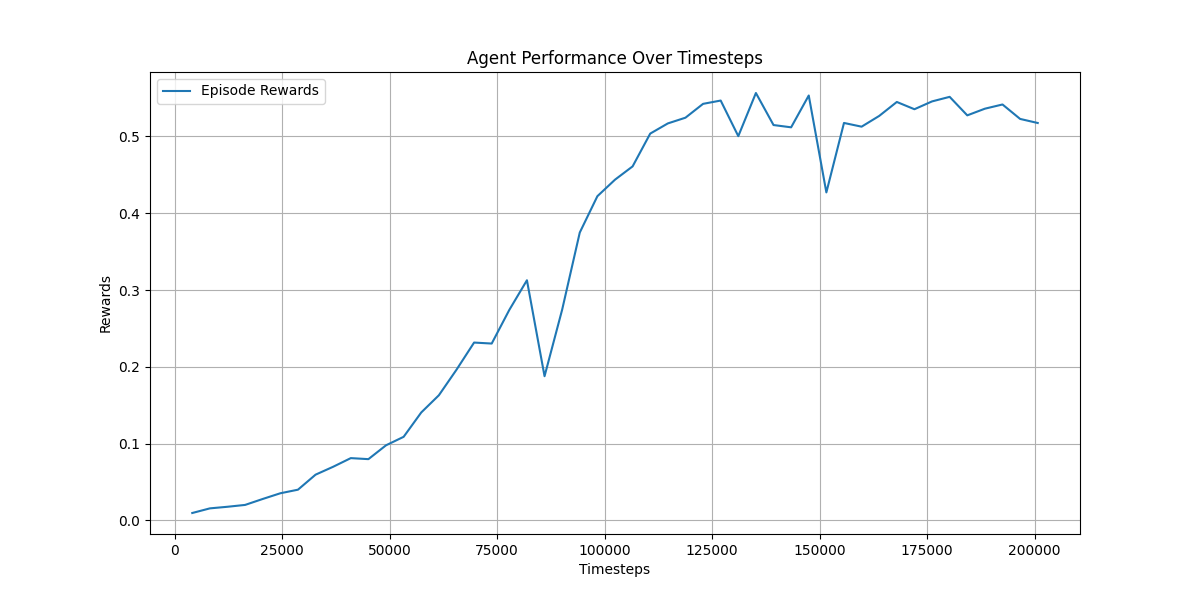 Agent Performance Over Timesteps
Episode Rewards
Rewards
0.5
0.4
0.3
0.2
0.1
0.0
0 25000 50000 75000 100000 125000 150000 175000 200000
Timesteps